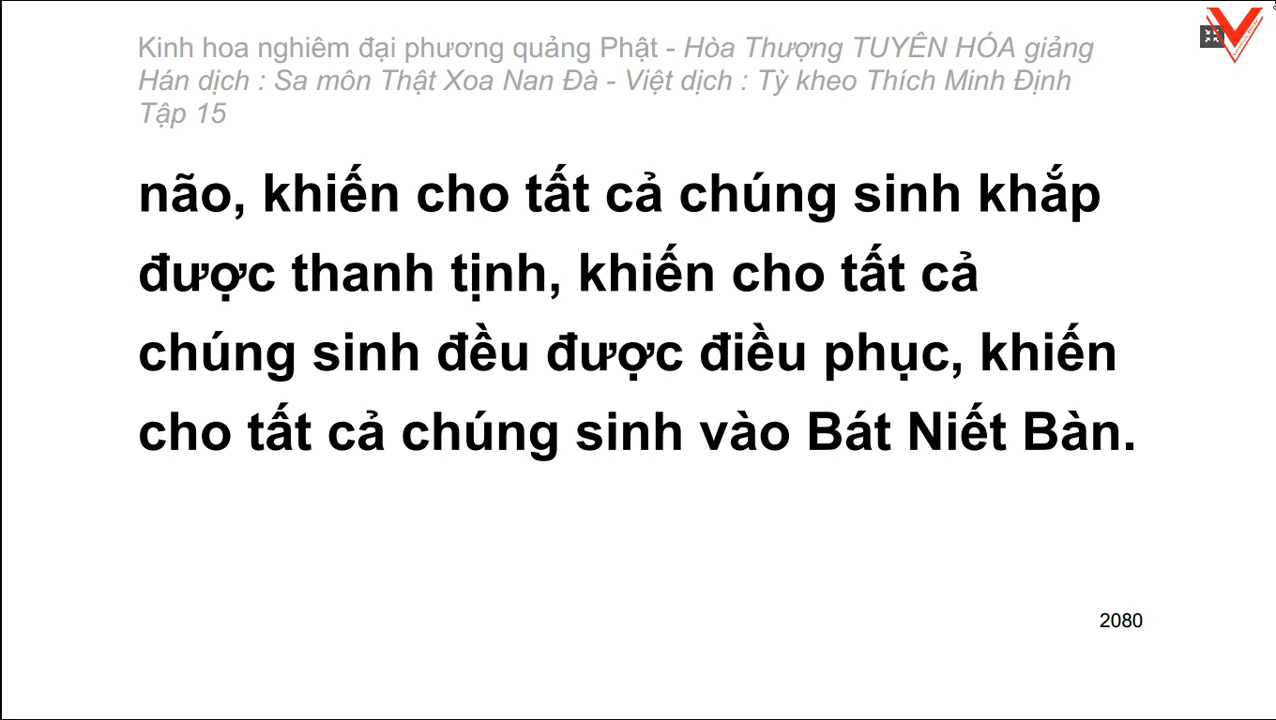 Kinh hoa nghiêm đại phương quảng Phật - Hòa Thượng TUYÊN HÓA giảng
Hán dịch : Sa môn Thật Xoa Nan Đà - Việt dịch : Tỳ kheo Thích Minh Định
Tập 15
não, khiến cho tất cả chúng sinh khắp
được thanh tịnh, khiến cho tất cả
chúng sinh đều được điều phục, khiến
cho tất cả chúng sinh vào Bát Niết Bàn.
2080